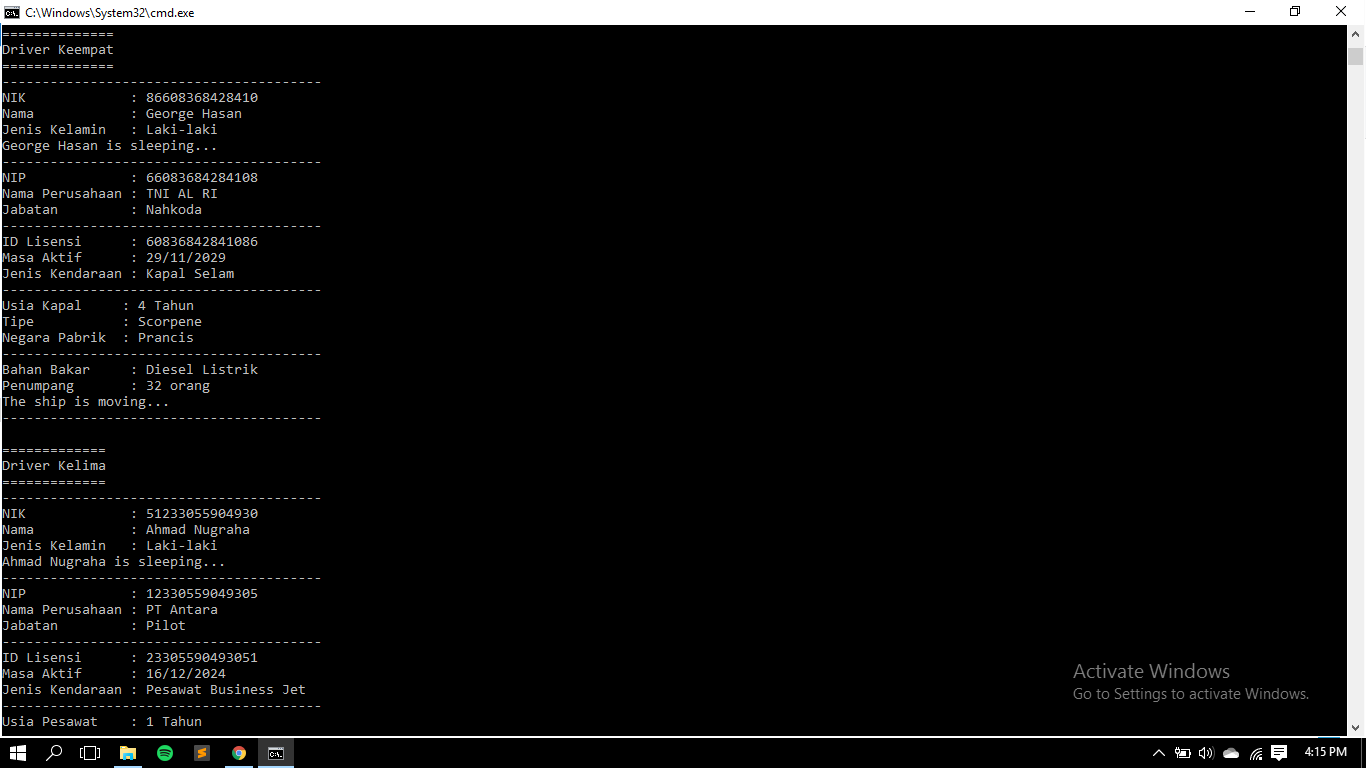 C:\Windows\System32\cmd.exe
==============
Driver Keempat
==============
----------------------------------------
NIK             : 86608368428410
Nama            : George Hasan
Jenis Kelamin   : Laki-laki
George Hasan is sleeping...
----------------------------------------
NIP             : 66083684284108
Nama Perusahaan : TNI AL RI
Jabatan         : Nahkoda
----------------------------------------
ID Lisensi      : 60836842841086
Masa Aktif      : 29/11/2029
Jenis Kendaraan : Kapal Selam
----------------------------------------
Usia Kapal     : 4 Tahun
Tipe           : Scorpene
Negara Pabrik  : Prancis
----------------------------------------
Bahan Bakar     : Diesel Listrik
Penumpang       : 32 orang
The ship is moving...
----------------------------------------
=============
Driver Kelima
=============
----------------------------------------
NIK             : 51233055904930
Nama            : Ahmad Nugraha
Jenis Kelamin   : Laki-laki
Ahmad Nugraha is sleeping...
----------------------------------------
NIP             : 12330559049305
Nama Perusahaan : PT Antara
Jabatan         : Pilot
----------------------------------------
ID Lisensi      : 23305590493051
Masa Aktif      : 16/12/2024
Jenis Kendaraan : Pesawat Business Jet
----------------------------------------
Usia Pesawat    : 1 Tahun
Activate Windows
Go to Settings to activate Windows.
4:15 PM